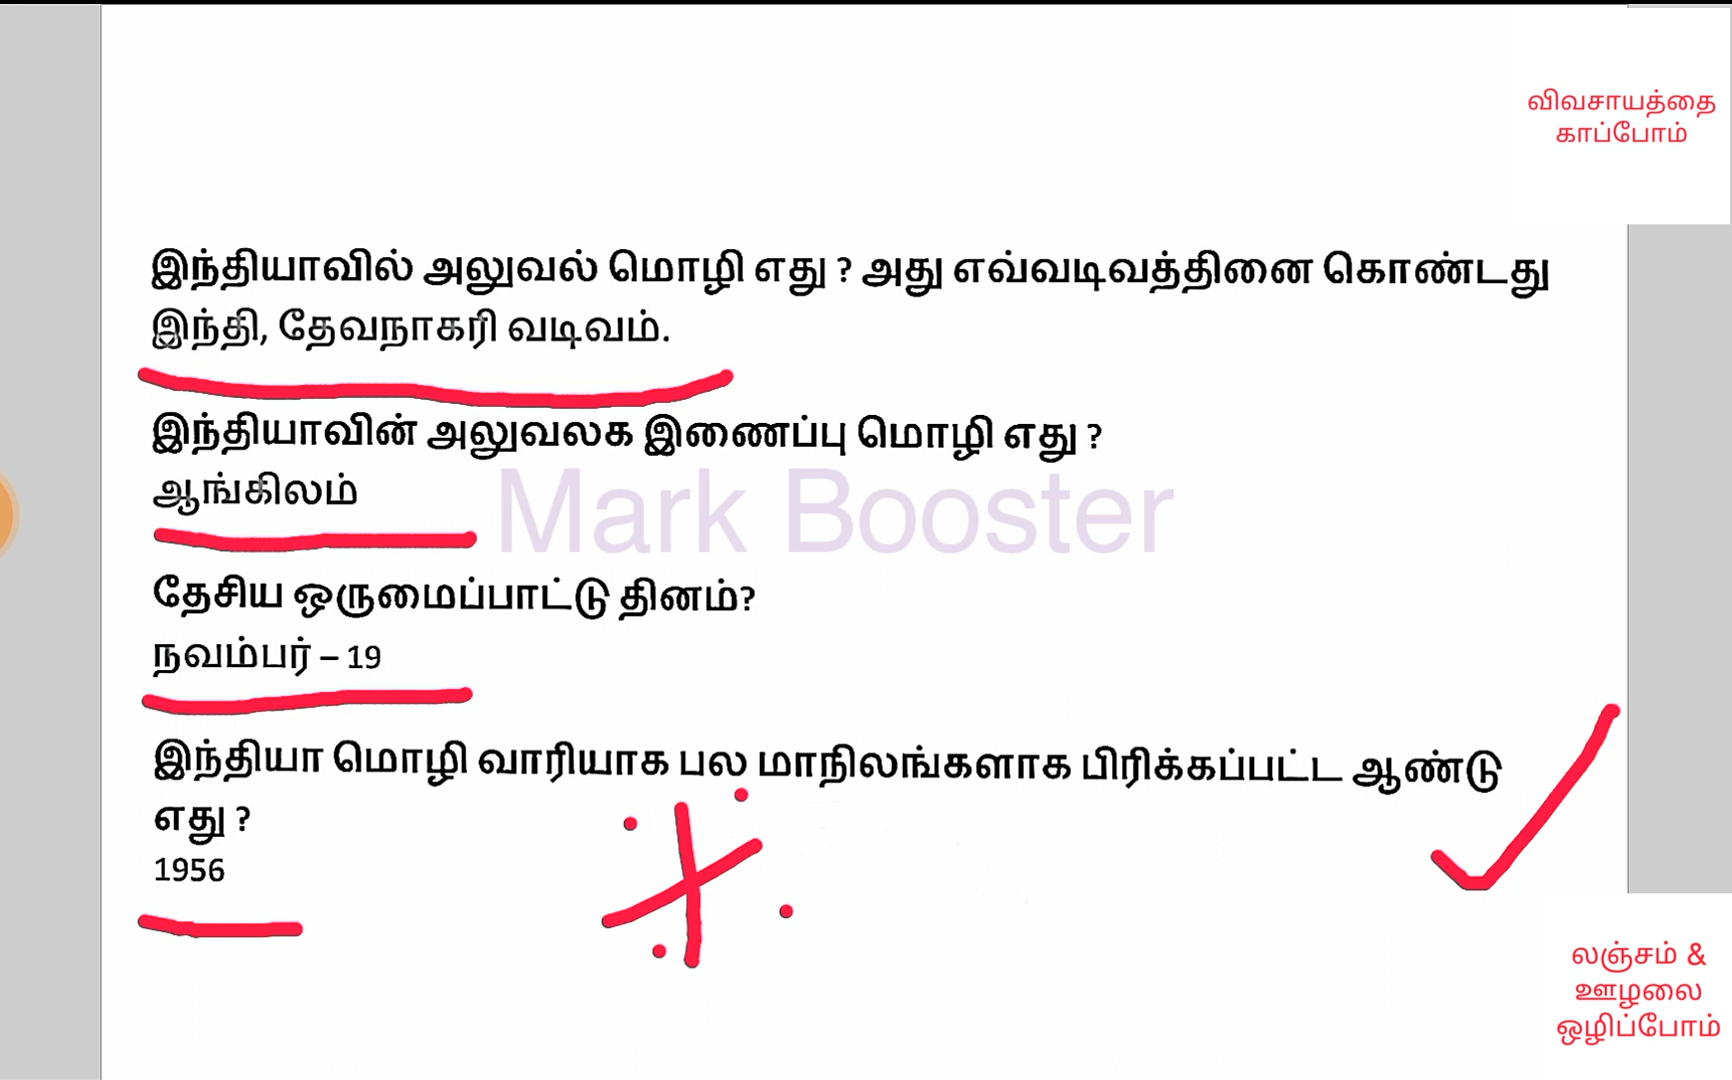 விவசாயத்தை
காப்போம்
இந்தியாவில் அலுவல் மொழி எது ? அது எவ்வடிவத்தினை கொண்டது
இந்தி, தேவநாகரி வடிவம்.
இந்தியாவின் அலுவலக இணைப்பு மொழி எது ?
ஆங்கிலம்
Mark Booster
தேசிய ஒருமைப்பாட்டு தினம்?
நவம்பர் – 19
இந்தியா மொழி வாரியாக பல மாநிலங்களாக பிரிக்கப்பட்ட ஆண்டு
எது ?
1956
லஞ்சம் &
ஊழலை
ஒழிப்போம்